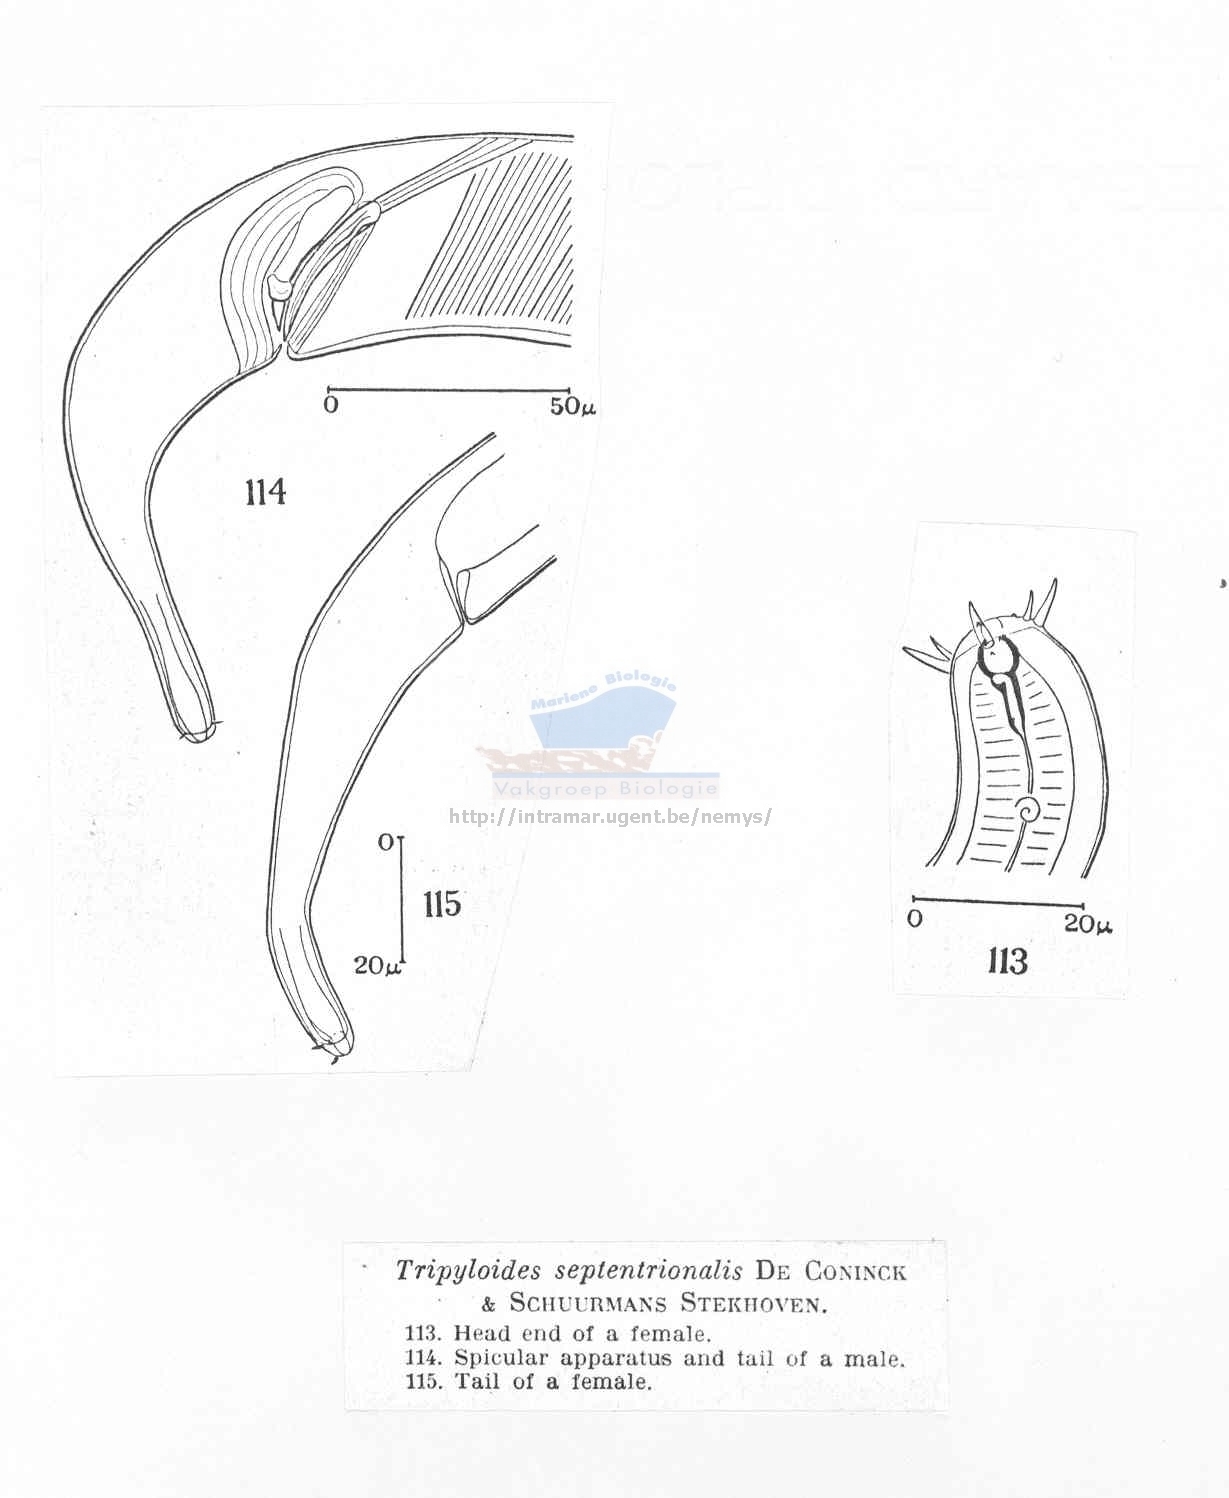 0
50μ
114
Mariene Biologie
Vakgroep Biologie
http://intramar.ugent.be/nemys/
0
115
20μ
0
20μ
113
Tripyloides septentrionalis DE CONINCK
& SCHUURMANS STEKHOVEN.
113. Head end of a female.
114. Spicular apparatus and tail of a male.
115. Tail of a female.